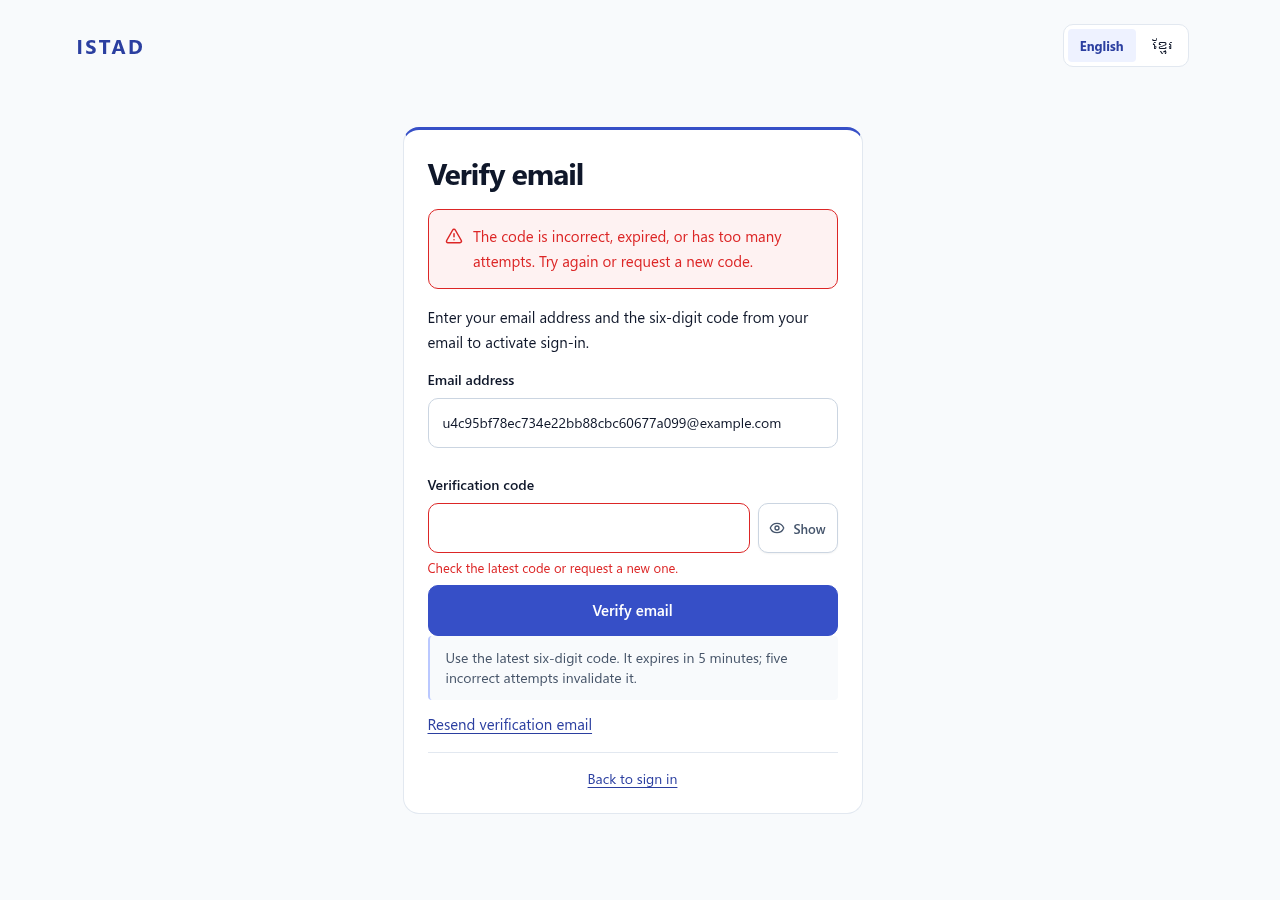 ISTAD
English
ខ្មែរ
Verify email
The code is incorrect, expired, or has too many
attempts. Try again or request a new code.
Enter your email address and the six-digit code from your
email to activate sign-in.
Email address
u4c95bf78ec734e22bb88cbc60677a099@example.com
Verification code
Show
Check the latest code or request a new one.
Verify email
Use the latest six-digit code. It expires in 5 minutes; five
incorrect attempts invalidate it.
Resend verification email
Back to sign in